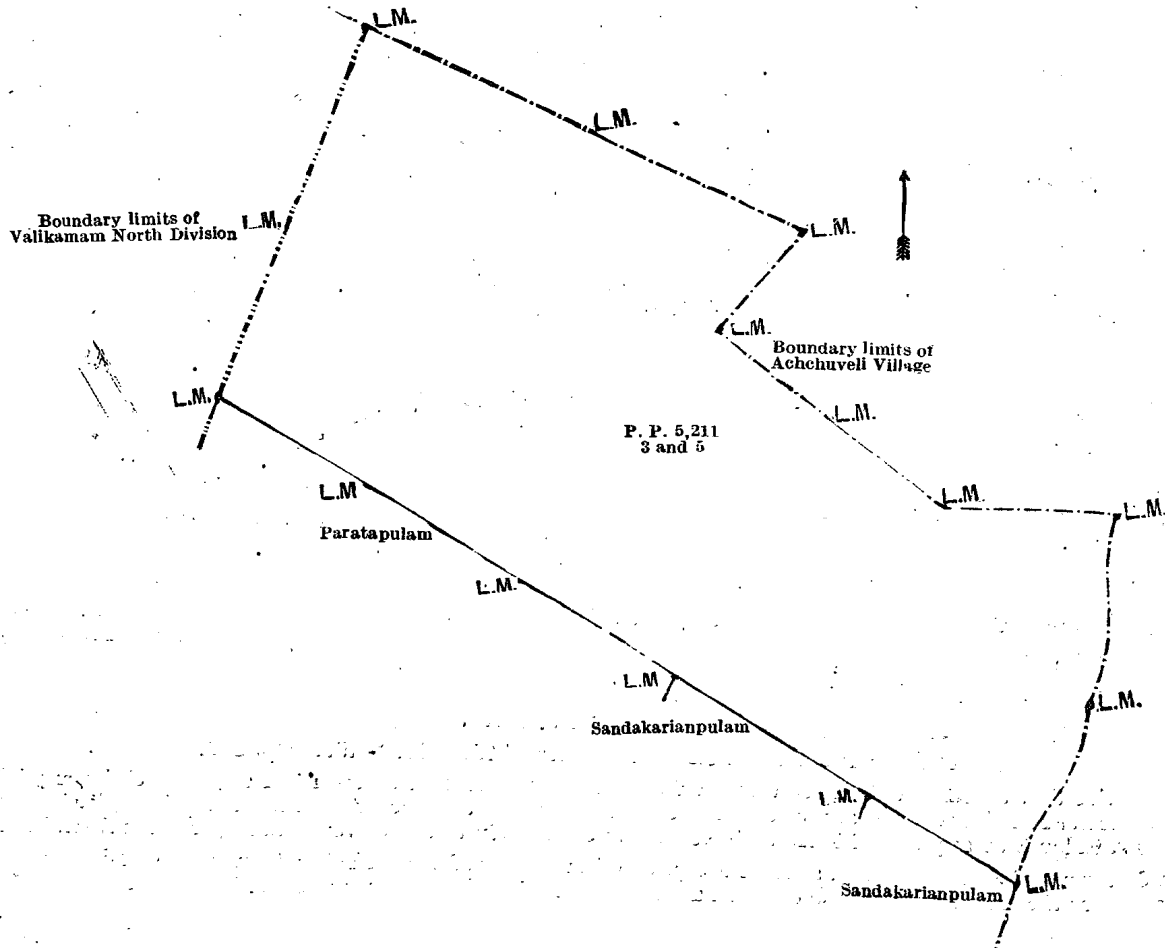 L.M.
L.M.
Boundary limits of
Valikamam North Division
L.M.
L.M.
L.M.
Boundary limits of
Achchuveli Village
L.M.
L.M.
P. P. 5,211
3 and 5
L.M
L.M.
L.M.
Paratapulam
L.M.
L.M
L.M.
Sandakarianpulam
L.M.
Sandakarianpulam
L.M.